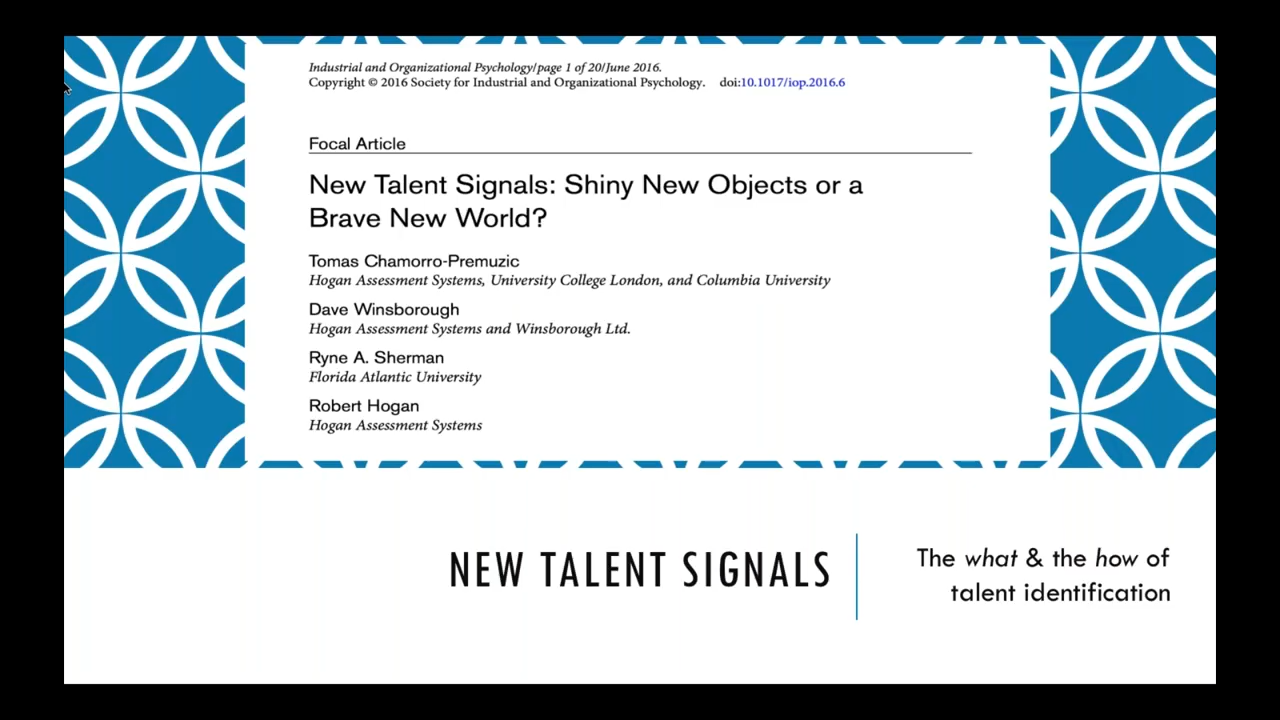 Industrial and Organizational Psychology/page 1 of 20/June 2016.
Copyright © 2016 Society for Industrial and Organizational Psychology. doi:10.1017/iop.2016.6
Focal Article
New Talent Signals: Shiny New Objects or a
Brave New World?
Tomas Chamorro-Premuzic
Hogan Assessment Systems, University College London, and Columbia University
Dave Winsborough
Hogan Assessment Systems and Winsborough Ltd.
Ryne A. Sherman
Florida Atlantic University
Robert Hogan
Hogan Assessment Systems
NEW TALENT SIGNALS
The what & the how of
talent identification